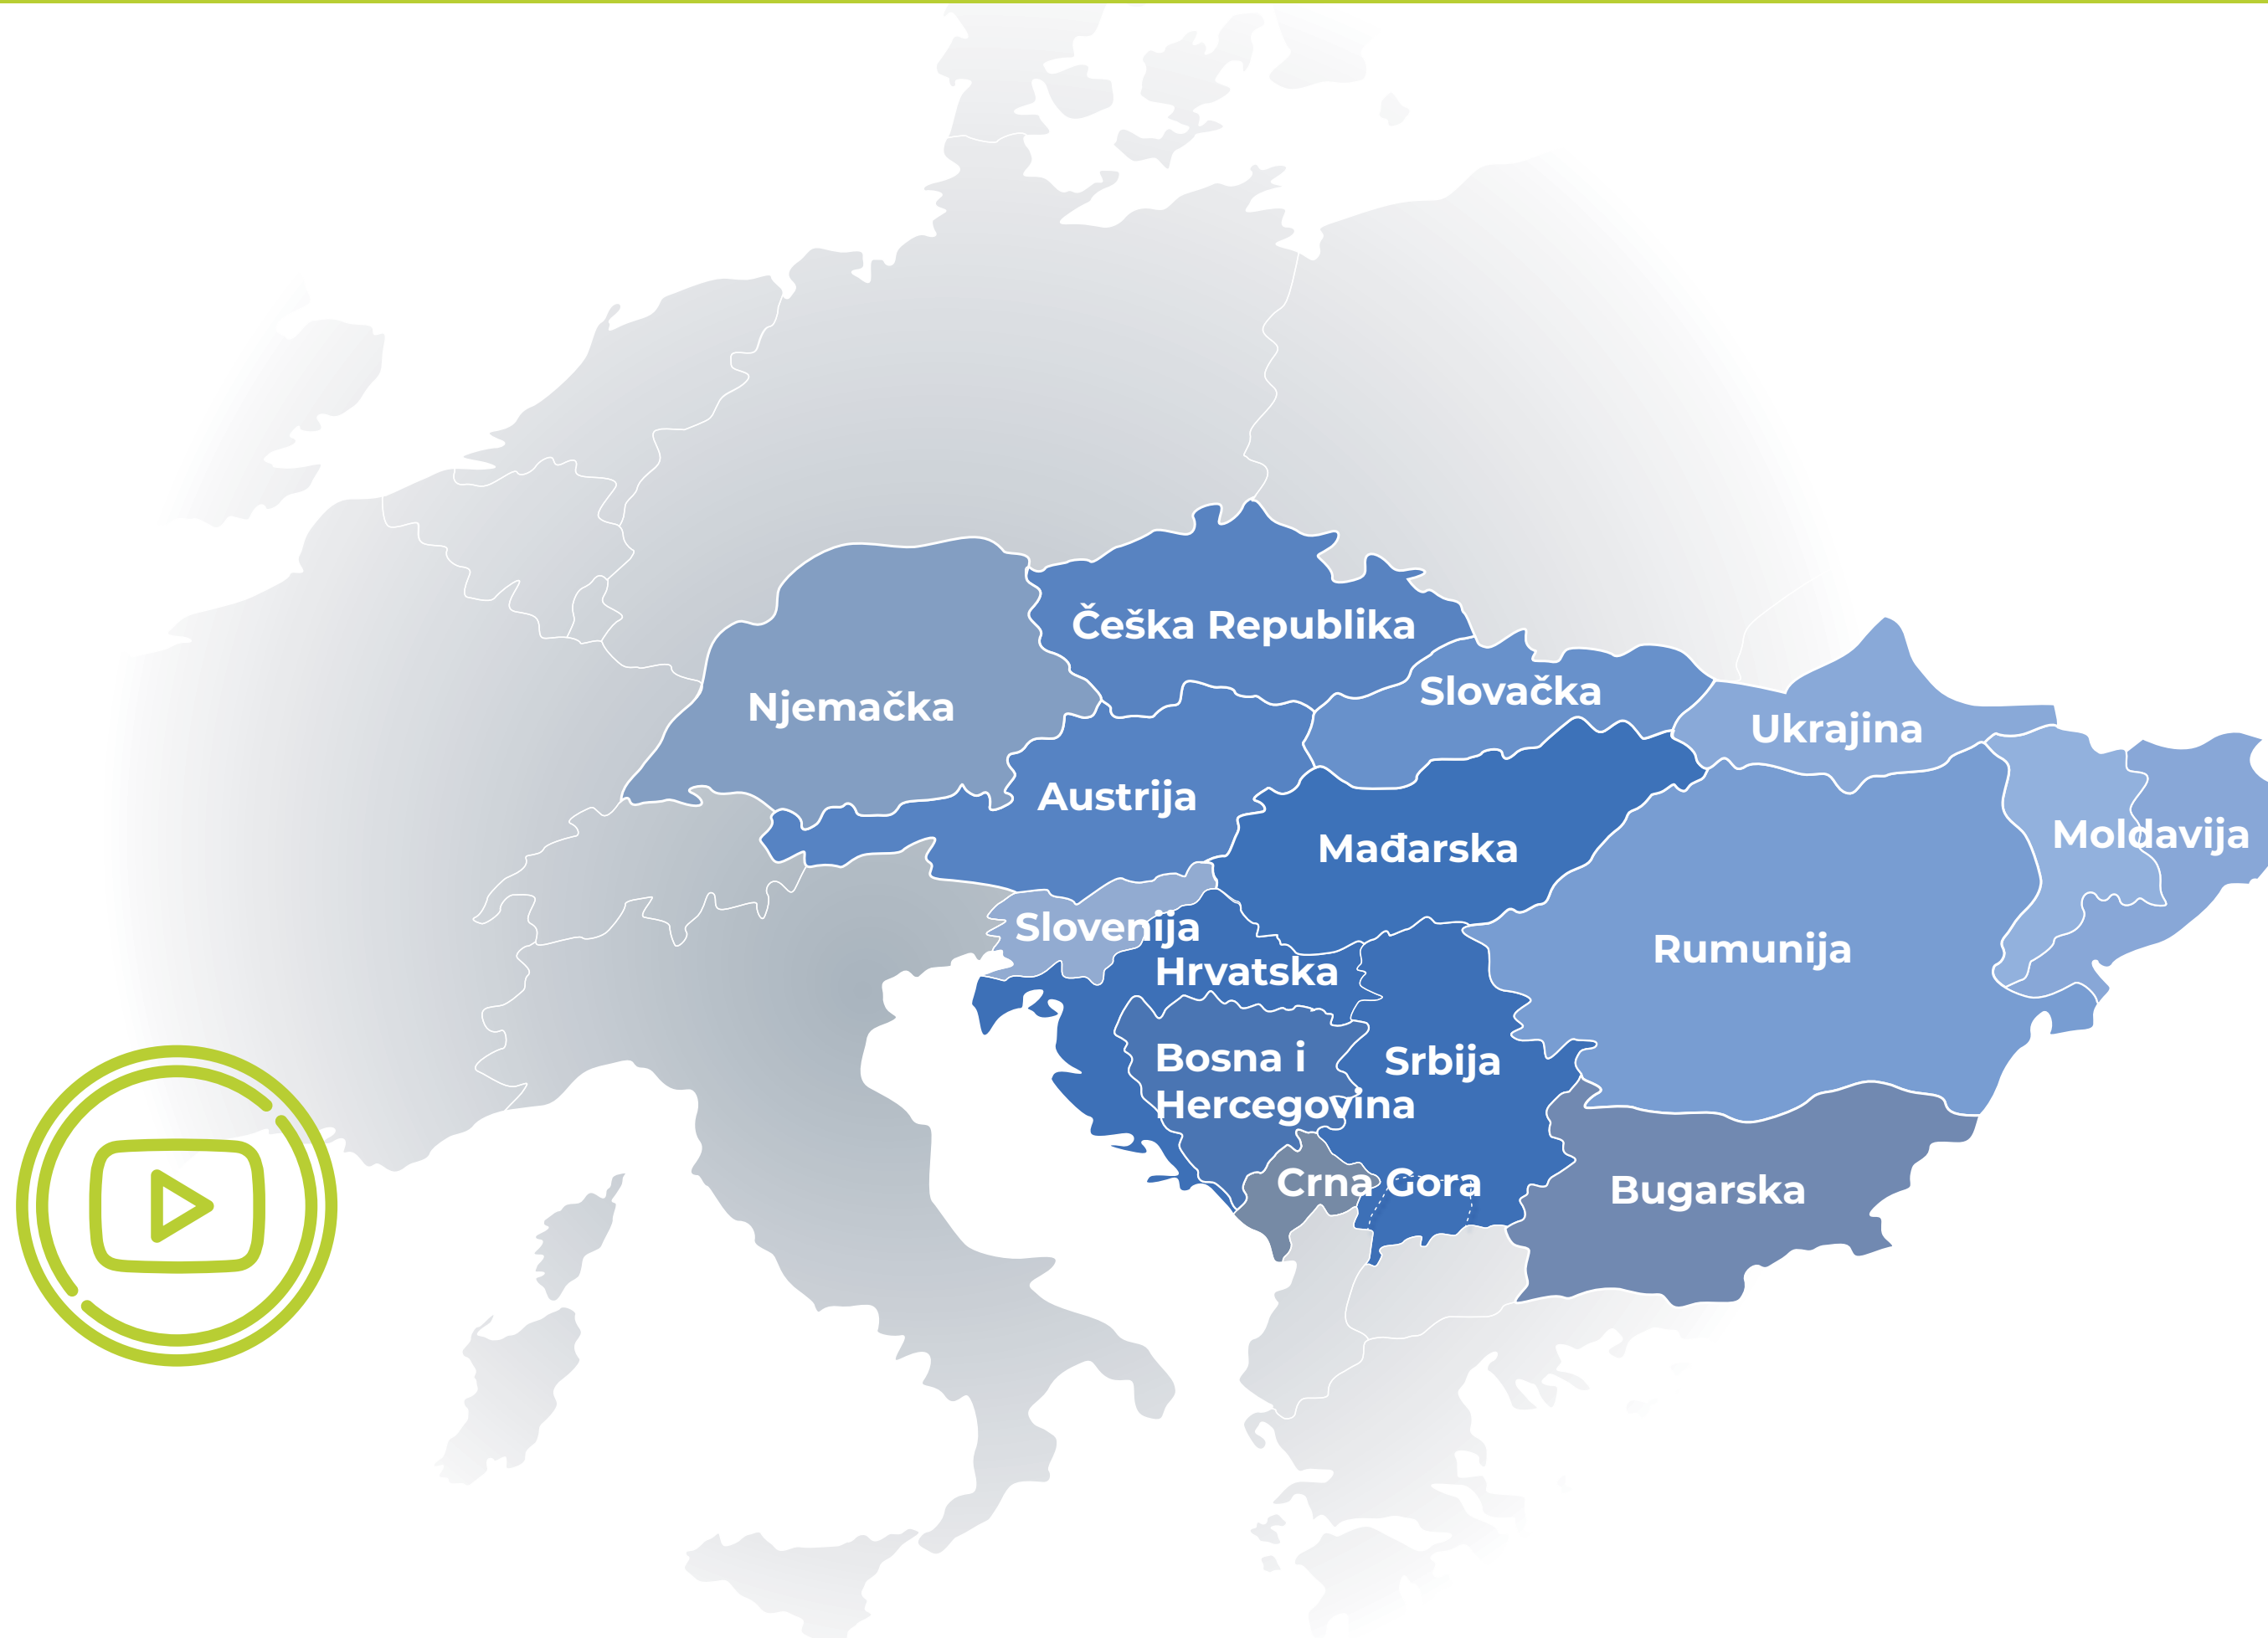 Češka Republika
Slovačka
Njemačka
Ukrajina
Austrija
Moldavija
Mađarska
Slovenija
Rumunija
Hrvatska
Bosna i
Hercegovina
Srbija
Crna Gora
Bugarska